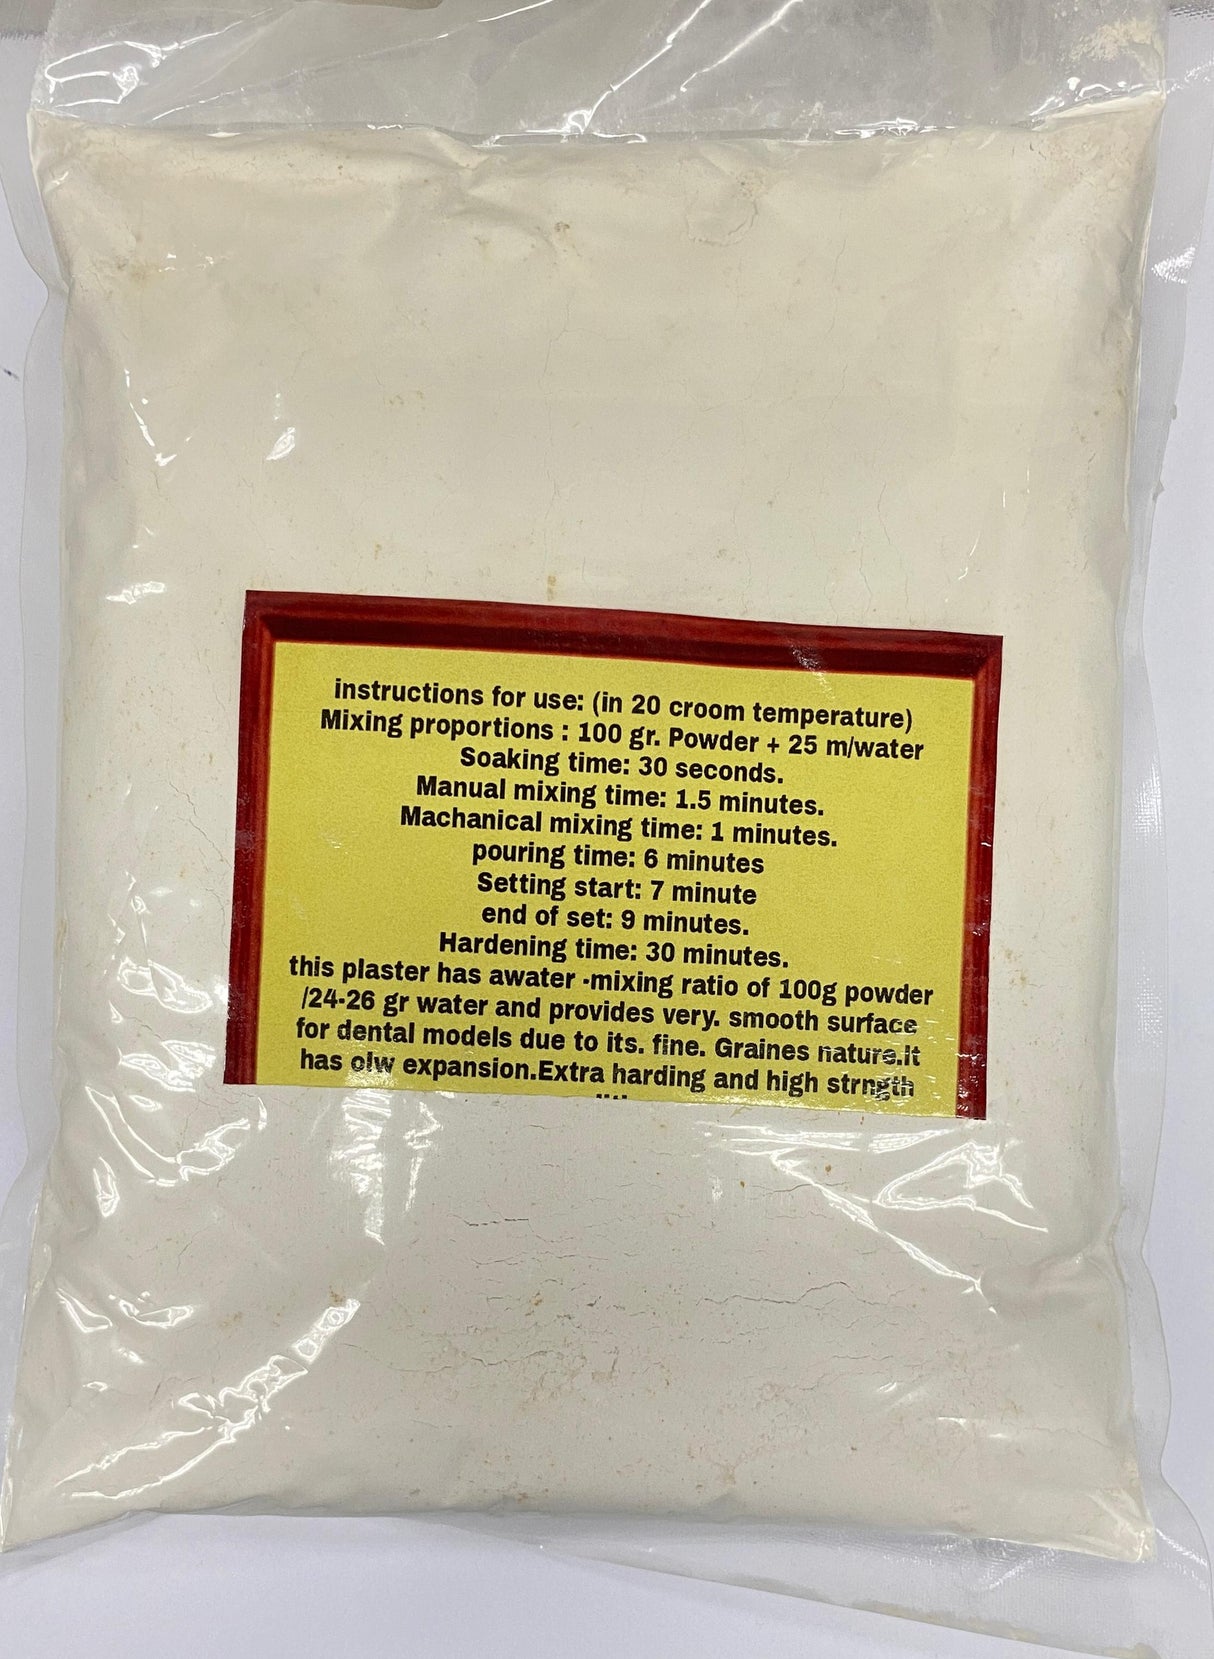 instructions for use: (in 20 croom temperature)
Mixing proportions : 100 gr. Powder + 25 m/water
Soaking time: 30 seconds.
Manual mixing time: 1.5 minutes.
Machanical mixing time: 1 minutes.
pouring time: 6 minutes
Setting start: 7 minute
end of set: 9 minutes.
Hardening time: 30 minutes.
this plaster has awater -mixing ratio of 100g powder
/24-26 gr water and provides very. smooth surface
for dental models due to its. fine. Graines nature.It
has olw expansion.Extra harding and high strngth